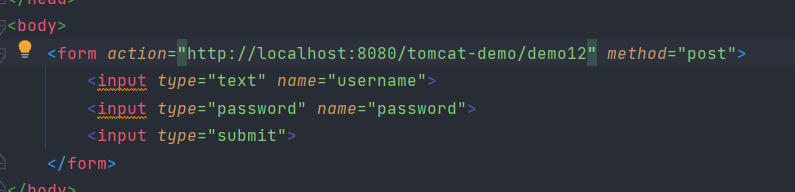 </head>
<body>
<form action="http://localhost:8080/tomcat-demo/demo12" method="post">
<input type="text" name="username">
<input type="password" name="password">
<input type="submit">
</form>
</body>